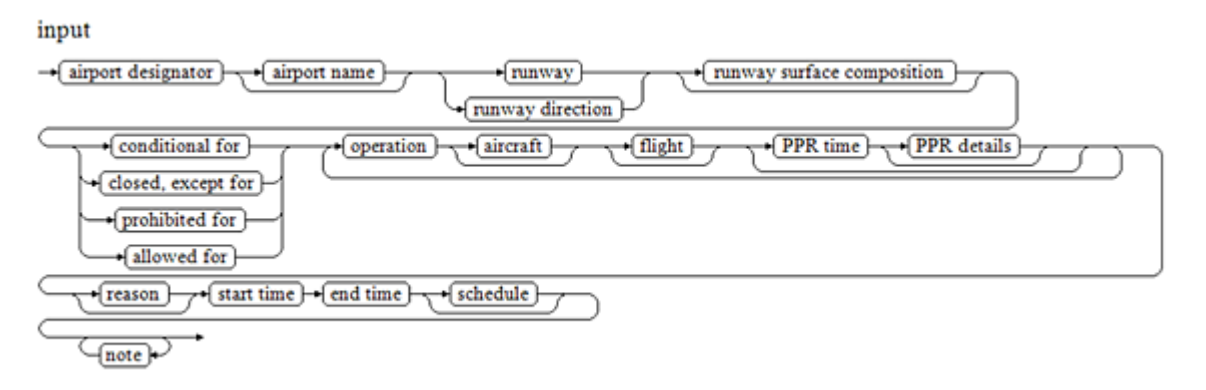 input
airport designator airport name runway runway surface composition
runway direction
conditional for operation aircraft flight PPR time PPR details
closed, except for
prohibited for
allowed for
reason start time end time schedule
note